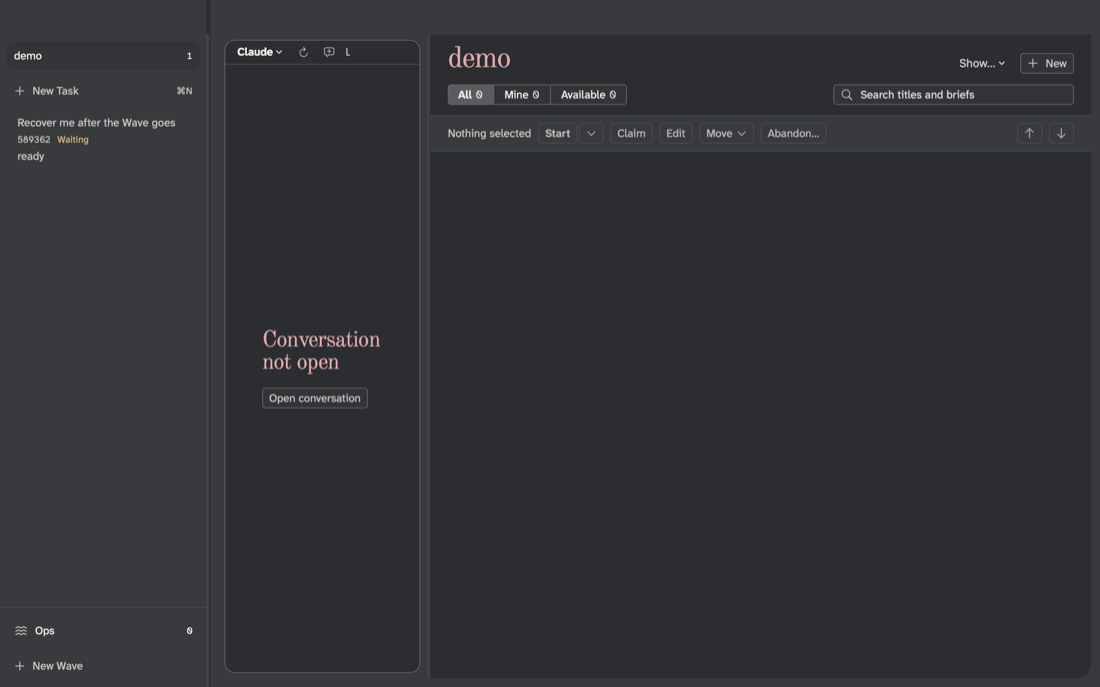 demo 1
New Task ⌘N
Recover me after the Wave goes
589362 Waiting
ready
Ops 0
New Wave
Claude
L
Conversation
not open
Open conversation
demo
Show...
New
All 0 Mine 0 Available 0
Search titles and briefs
Nothing selected Start Claim Edit Move Abandon...